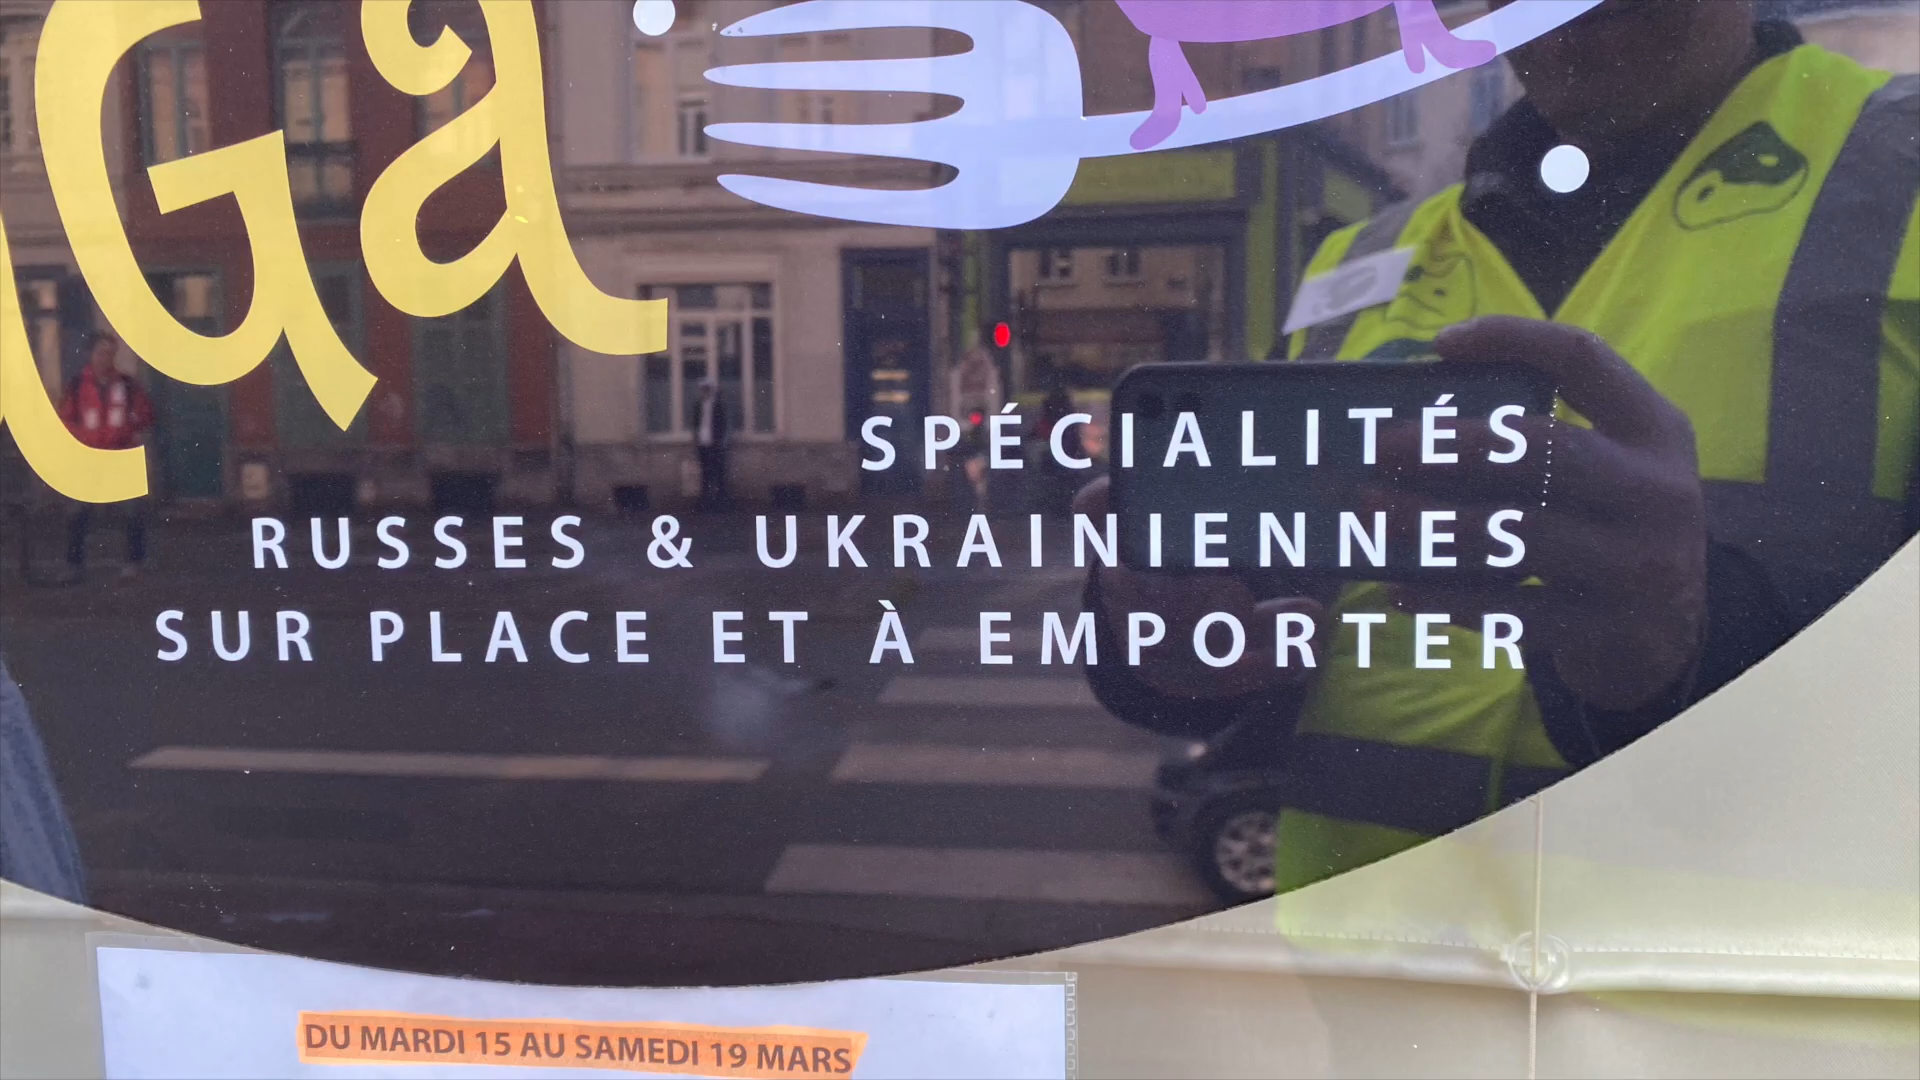 Ga
SPÉCIALITÉS
RUSSES & UKRAINIENNES
SUR PLACE ET À EMPORTER
DU MARDI 15 AU SAMEDI 19 MARS